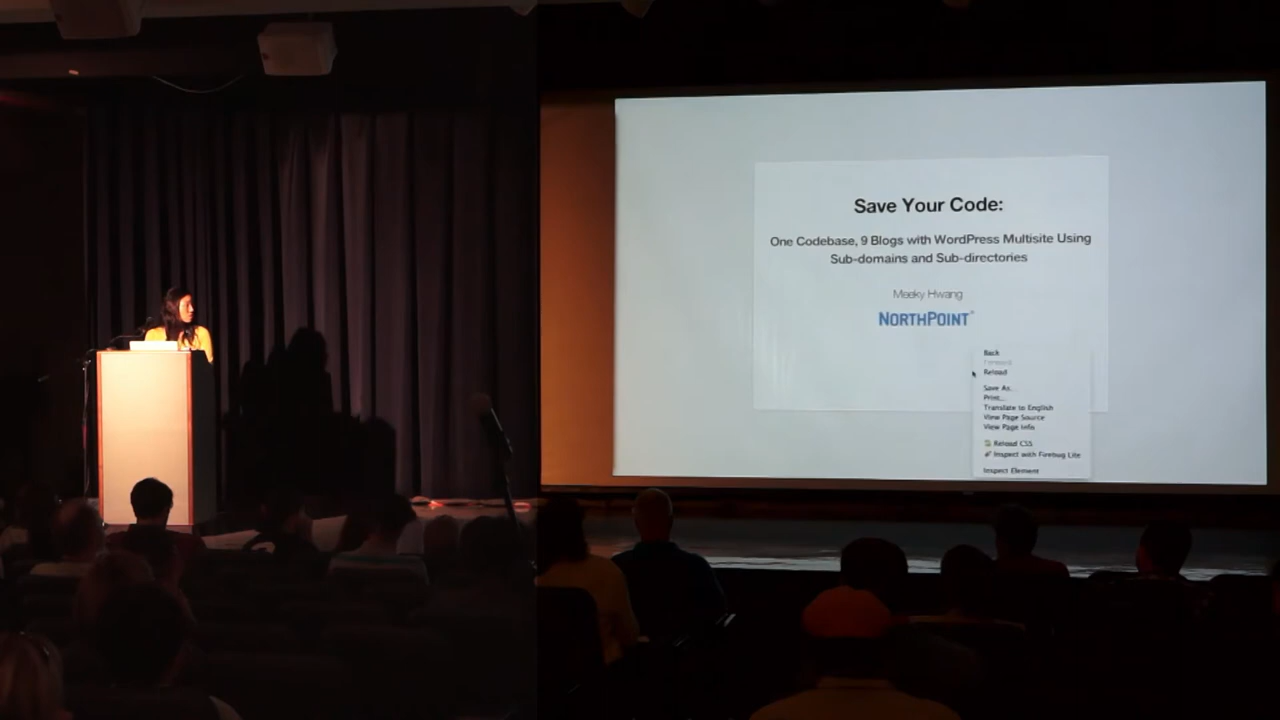 Save Your Code:
One Codebase, 9 Blogs with WordPress Multisite Using
Sub-domains and Sub-directories
Meeky Hwang
NORTHPOINT
Back
Forward
Reload
Save As...
Print...
Translate to English
View Page Source
View Page Info
Reload CSS
Inspect with Firebug Lite
Inspect Element